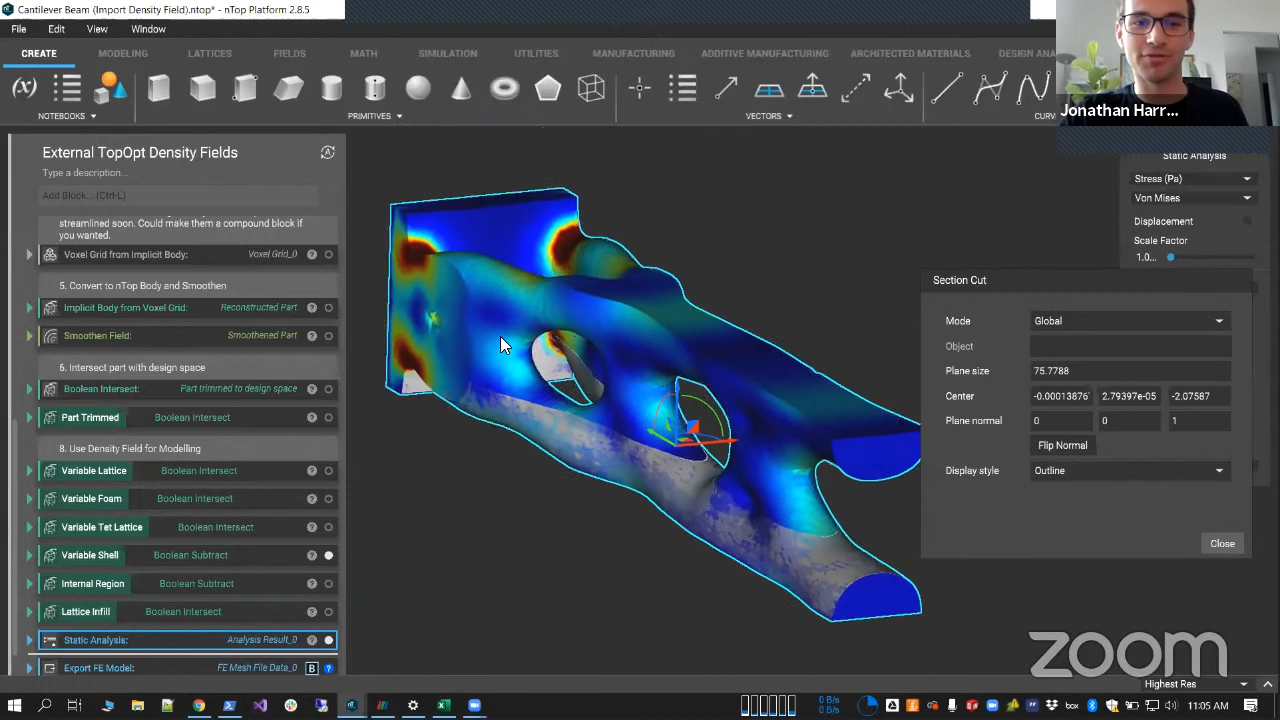 Cantilever Beam (Import Density Field).ntop* - nTop Platform 2.8.5
File Edit View Window
CREATE MODELING LATTICES FIELDS MATH SIMULATION UTILITIES MANUFACTURING ADDITIVE MANUFACTURING ARCHITECTED MATERIALS DESIGN ANA
NOTEBOOKS PRIMITIVES VECTORS CURV
Jonathan Harr...
External TopOpt Density Fields
Type a description...
Add Block... (Ctrl-L)
streamlined soon. Could make them a compound block if
you wanted.
Voxel Grid from Implicit Body: Voxel Grid_0
5. Convert to nTop Body and Smoothen
Implicit Body from Voxel Grid: Reconstructed Part
Smoothen Field: Smoothened Part
6. Intersect part with design space
Boolean Intersect: Part trimmed to design space
Part Trimmed Boolean Intersect:
8. Use Density Field for Modelling
Variable Lattice Boolean Intersect:
Variable Foam Boolean Intersect:
Variable Tet Lattice Boolean Intersect:
Variable Shell Boolean Subtract:
Internal Region Boolean Subtract:
Lattice Infill Boolean Intersect:
Static Analysis: Analysis Result_0
Export FE Model: FE Mesh File Data_0 B
Static Analysis
Stress (Pa)
Von Mises
Displacement
Scale Factor
1.0...
Section Cut
Mode Global
Object
Plane size 75.7788
Center -0.00013876 2.79397e-05 -2.07587
Plane normal 0 0 1
Flip Normal
Display style Outline
Close
zoom
Highest Res
0 B/s
0 B/s
11:05 AM